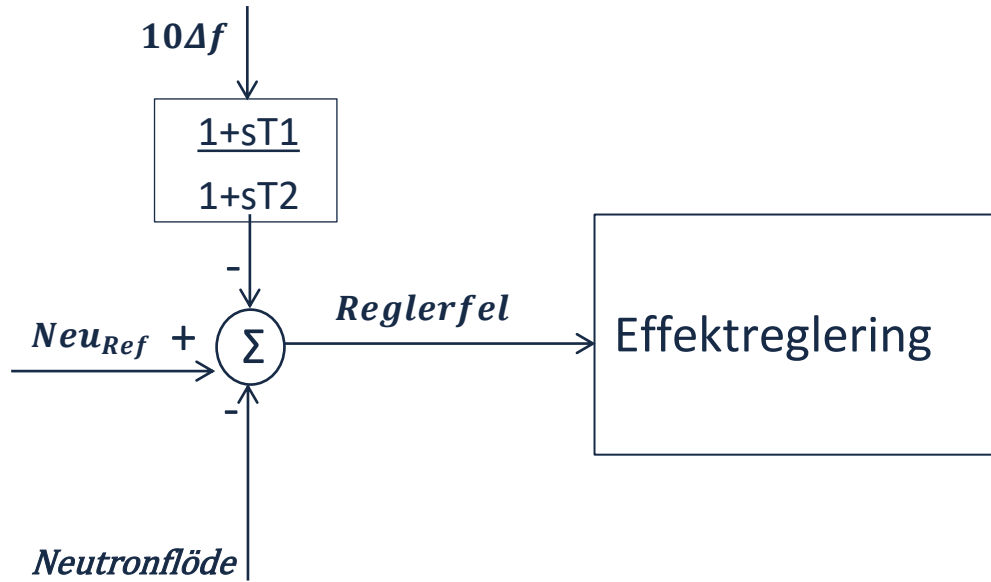 10Δf
1+sT1
1+sT2
-
Reglerfel
Neu_Ref +
Σ
Effektreglering
-
Neutronflöde